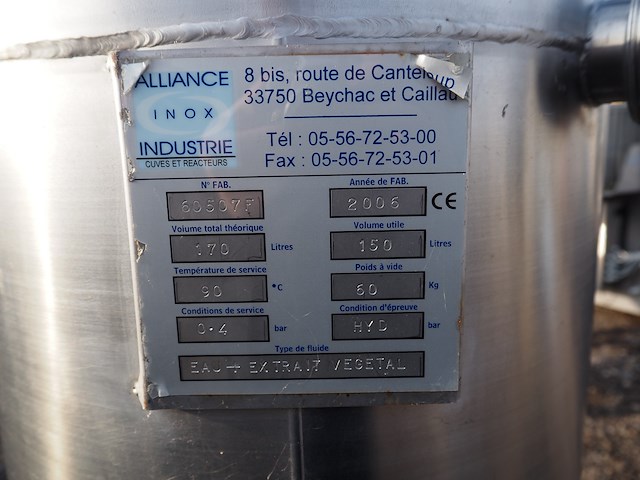 ALLIANCE
INOX
INDUSTRIE
CUVES ET REACTEURS
8 bis, route de Canteloup
33750 Beychac et Caillau
Tél : 05-56-72-53-00
Fax : 05-56-72-53-01
N° FAB. Année de FAB.
2006 CE
Volume total théorique Volume utile
170 Litres 150 Litres
Température de service Poids à vide
90 °C 60 Kg
Conditions de service Condition d'épreuve
0.4 bar HYD bar
Type de fluide
EAU + EXTRAIT VEGETAL